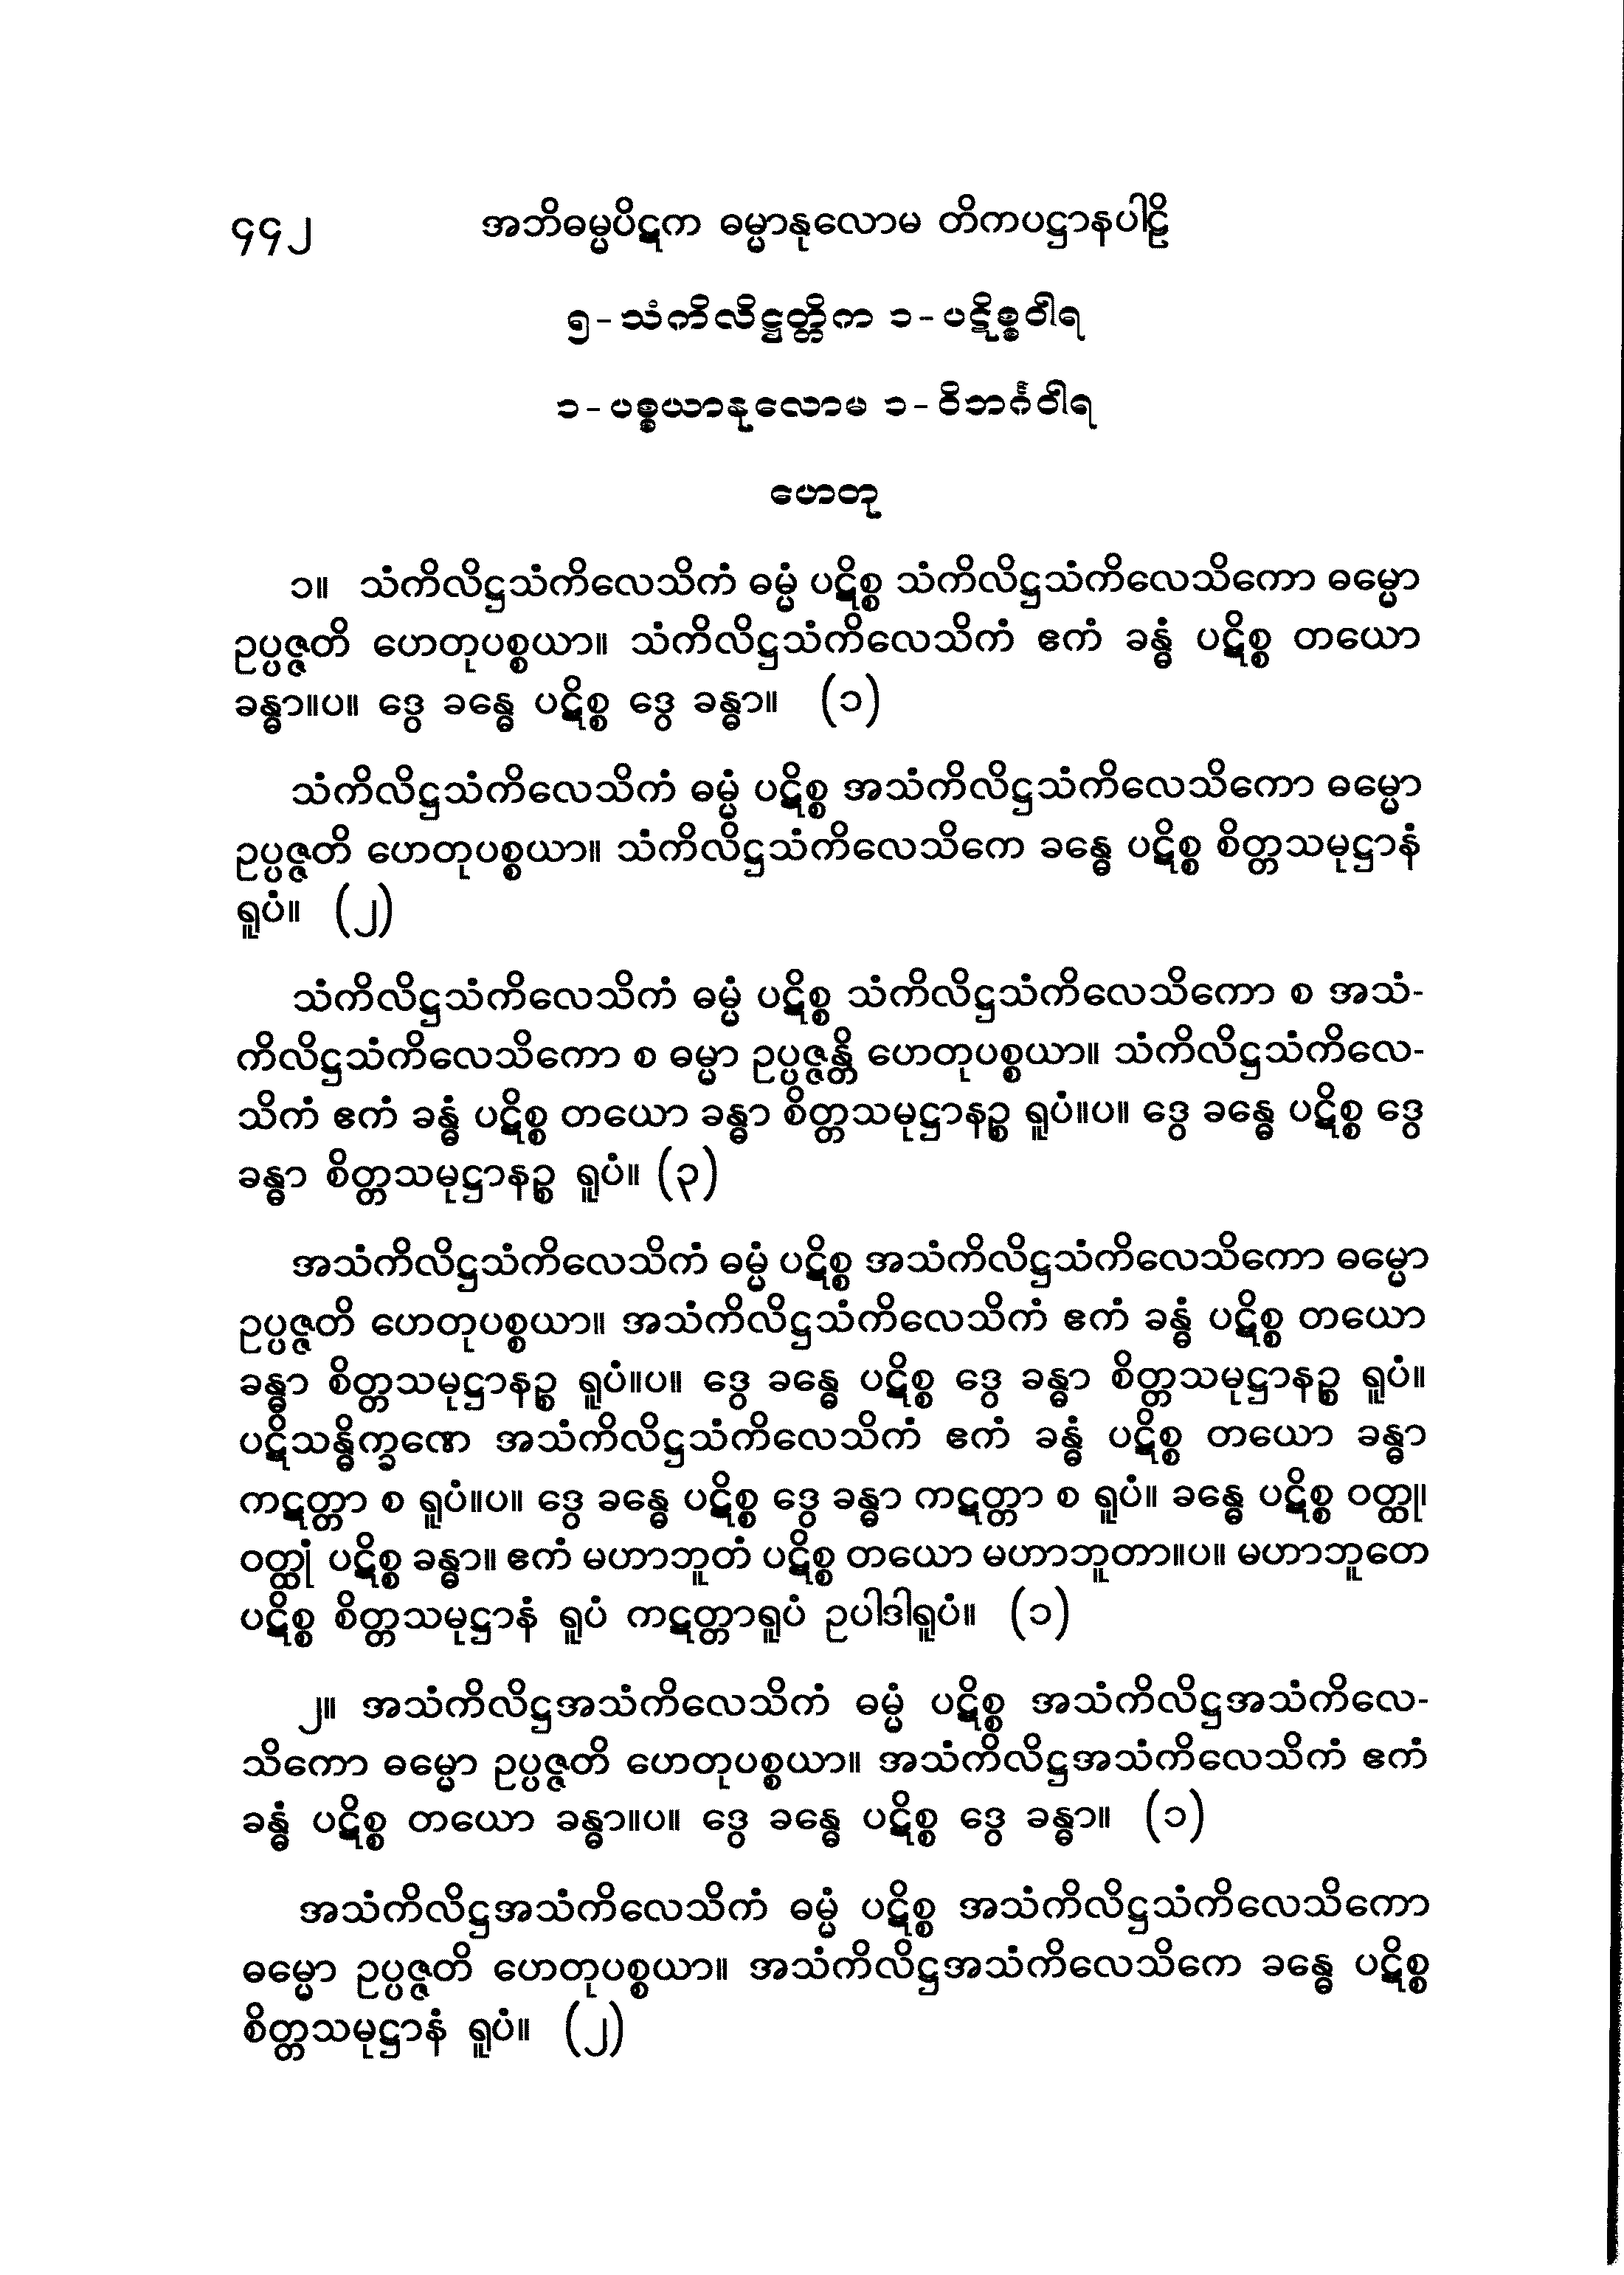 ၄၄၂ အဘိဓမ္မပိဋက ဓမ္မာနုလောမ တိကပဋ္ဌာနပါဠိ
၅-သံကိလိဋ္ဌတ္တိက ၁-ပဋိစ္စဝါရ
၁-ပစ္စယာနုလောမ ၁-ဝိဘင်္ဂဝါရ
ဟေတု
၁။ သံကိလိဋ္ဌသံကိလေသိကံ ဓမ္မံ ပဋိစ္စ သံကိလိဋ္ဌသံကိလေသိကော ဓမ္မော
ဥပ္ပဇ္ဇတိ ဟေတုပစ္စယာ။ သံကိလိဋ္ဌသံကိလေသိကံ ဧကံ ခန္ဓံ ပဋိစ္စ တယော
ခန္ဓာ။ပ။ ဒွေ ခန္ဓေ ပဋိစ္စ ဒွေ ခန္ဓာ။ (၁)
သံကိလိဋ္ဌသံကိလေသိကံ ဓမ္မံ ပဋိစ္စ အသံကိလိဋ္ဌသံကိလေသိကော ဓမ္မော
ဥပ္ပဇ္ဇတိ ဟေတုပစ္စယာ။ သံကိလိဋ္ဌသံကိလေသိကေ ခန္ဓေ ပဋိစ္စ စိတ္တသမုဋ္ဌာနံ
ရူပံ။ (၂)
သံကိလိဋ္ဌသံကိလေသိကံ ဓမ္မံ ပဋိစ္စ သံကိလိဋ္ဌသံကိလေသိကော စ အသံ-
ကိလိဋ္ဌသံကိလေသိကော စ ဓမ္မာ ဥပ္ပဇ္ဇန္တိ ဟေတုပစ္စယာ။ သံကိလိဋ္ဌသံကိလေ-
သိကံ ဧကံ ခန္ဓံ ပဋိစ္စ တယော ခန္ဓာ စိတ္တသမုဋ္ဌာနဉ္စ ရူပံ။ပ။ ဒွေ ခန္ဓေ ပဋိစ္စ ဒွေ
ခန္ဓာ စိတ္တသမုဋ္ဌာနဉ္စ ရူပံ။ (၃)
အသံကိလိဋ္ဌသံကိလေသိကံ ဓမ္မံ ပဋိစ္စ အသံကိလိဋ္ဌသံကိလေသိကော ဓမ္မော
ဥပ္ပဇ္ဇတိ ဟေတုပစ္စယာ။ အသံကိလိဋ္ဌသံကိလေသိကံ ဧကံ ခန္ဓံ ပဋိစ္စ တယော
ခန္ဓာ စိတ္တသမုဋ္ဌာနဉ္စ ရူပံ။ပ။ ဒွေ ခန္ဓေ ပဋိစ္စ ဒွေ ခန္ဓာ စိတ္တသမုဋ္ဌာနဉ္စ ရူပံ။
ပဋိသန္ဓိက္ခဏေ အသံကိလိဋ္ဌသံကိလေသိကံ ဧကံ ခန္ဓံ ပဋိစ္စ တယော ခန္ဓာ
ကဋတ္တာ စ ရူပံ။ပ။ ဒွေ ခန္ဓေ ပဋိစ္စ ဒွေ ခန္ဓာ ကဋတ္တာ စ ရူပံ။ ခန္ဓေ ပဋိစ္စ ဝတ္ထု၊
ဝတ္ထုံ ပဋိစ္စ ခန္ဓာ။ ဧကံ မဟာဘူတံ ပဋိစ္စ တယော မဟာဘူတာ။ပ။ မဟာဘူတေ
ပဋိစ္စ စိတ္တသမုဋ္ဌာနံ ရူပံ ကဋတ္တာရူပံ ဥပါဒါရူပံ။ (၁)
၂။ အသံကိလိဋ္ဌအသံကိလေသိကံ ဓမ္မံ ပဋိစ္စ အသံကိလိဋ္ဌအသံကိလေ-
သိကော ဓမ္မော ဥပ္ပဇ္ဇတိ ဟေတုပစ္စယာ။ အသံကိလိဋ္ဌအသံကိလေသိကံ ဧကံ
ခန္ဓံ ပဋိစ္စ တယော ခန္ဓာ။ပ။ ဒွေ ခန္ဓေ ပဋိစ္စ ဒွေ ခန္ဓာ။ (၁)
အသံကိလိဋ္ဌအသံကိလေသိကံ ဓမ္မံ ပဋိစ္စ အသံကိလိဋ္ဌသံကိလေသိကော
ဓမ္မော ဥပ္ပဇ္ဇတိ ဟေတုပစ္စယာ။ အသံကိလိဋ္ဌအသံကိလေသိကေ ခန္ဓေ ပဋိစ္စ
စိတ္တသမုဋ္ဌာနံ ရူပံ။ (၂)